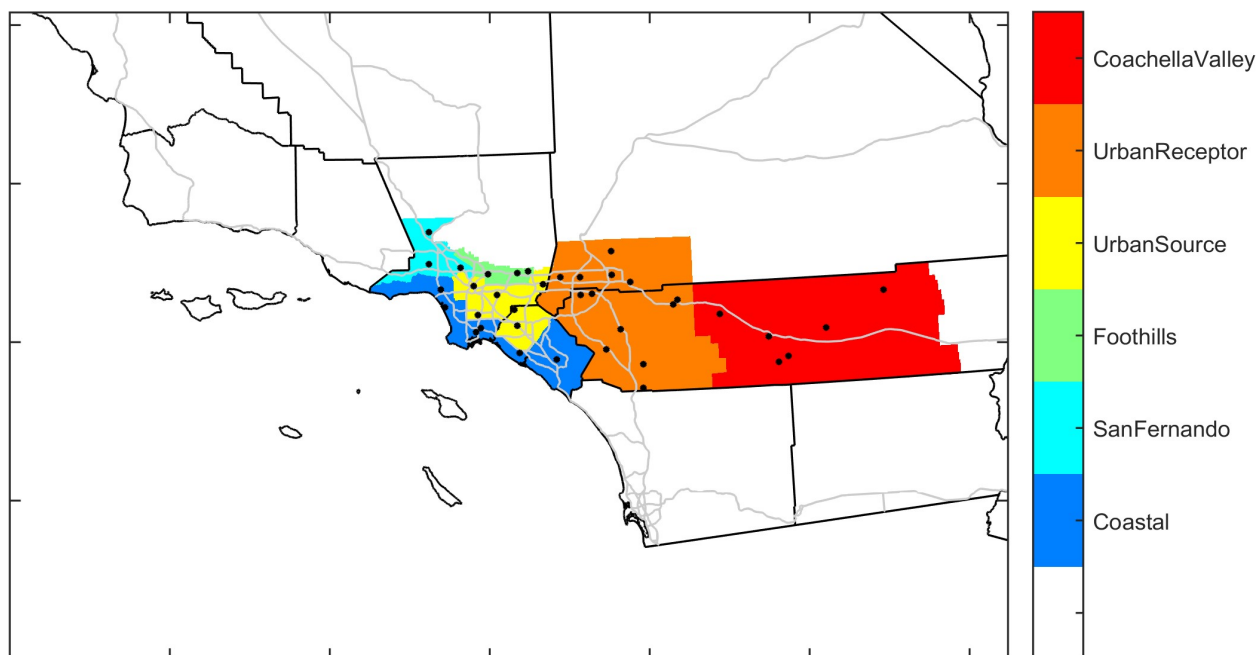 CoachellaValley
UrbanReceptor
UrbanSource
Foothills
SanFernando
Coastal